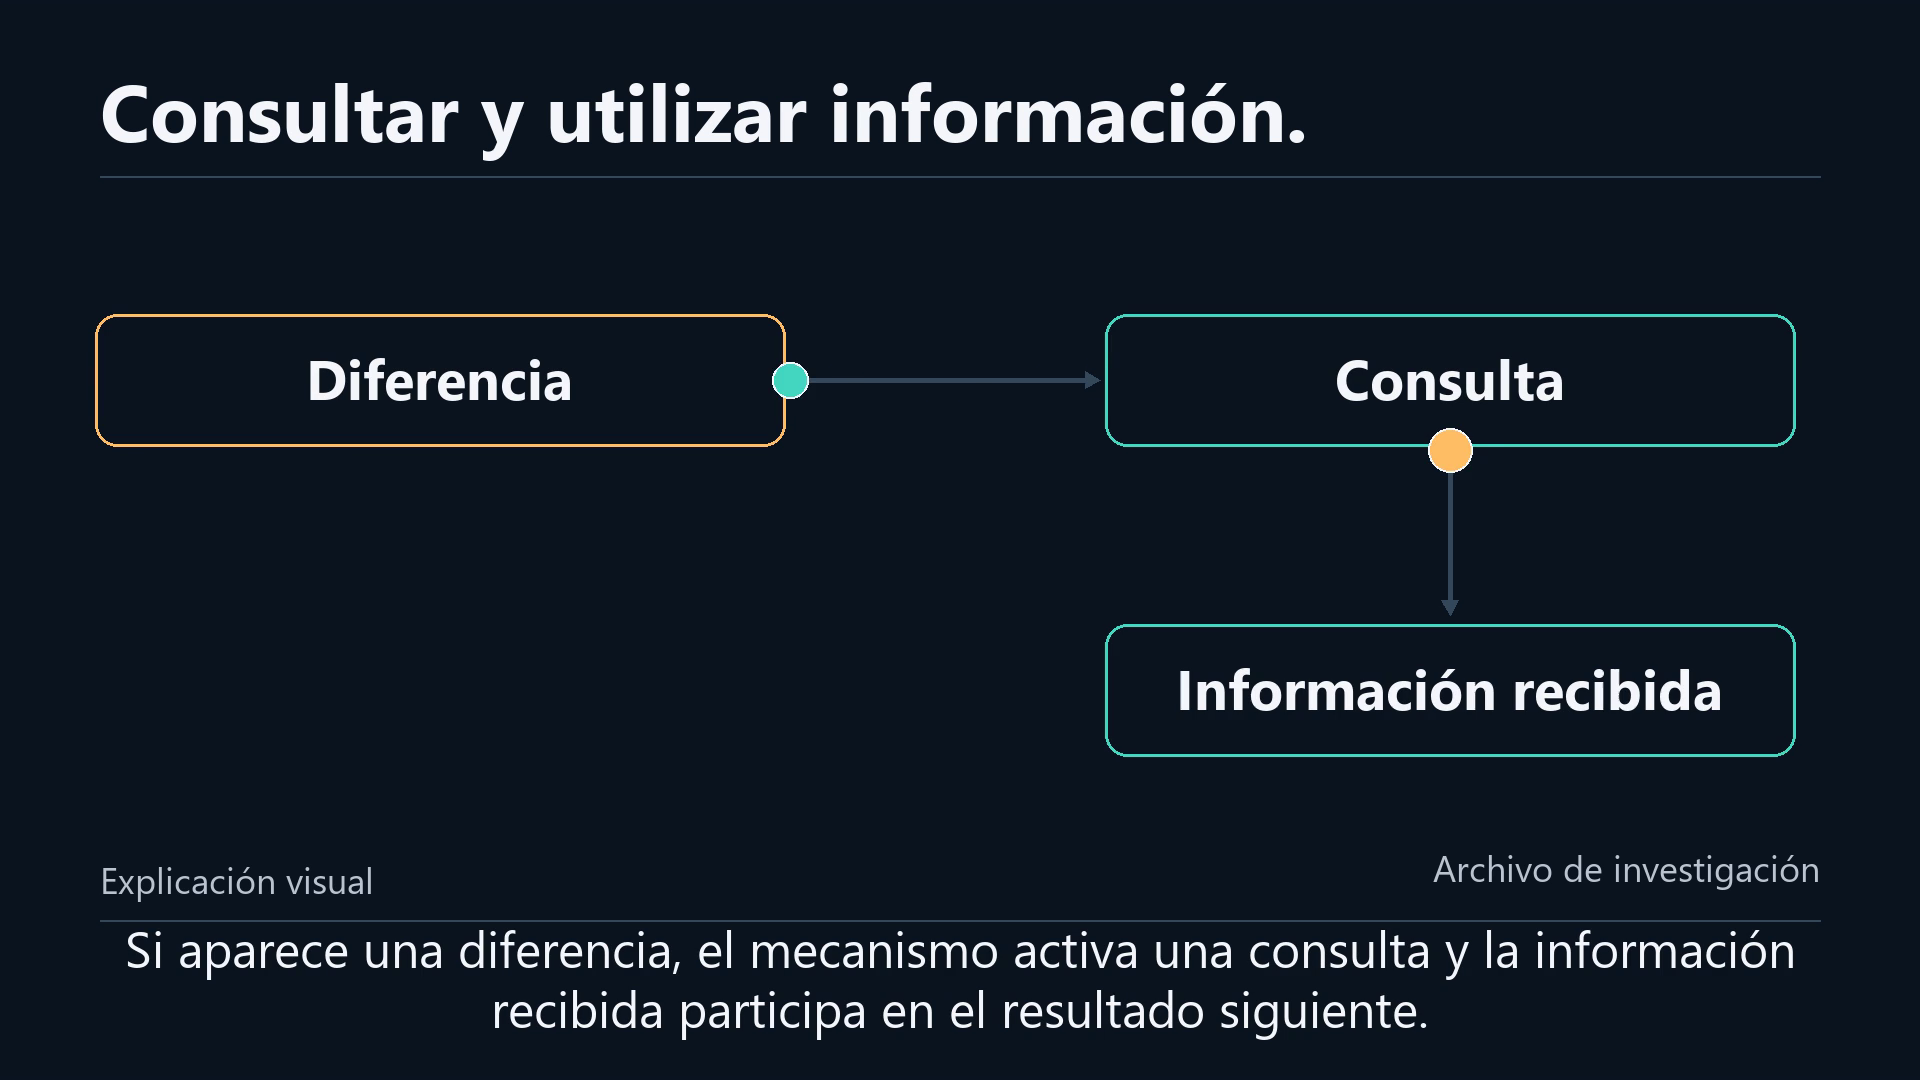 Consultar y utilizar información.
Diferencia
Consulta
Información recibida
Explicación visual
Archivo de investigación
Si aparece una diferencia, el mecanismo activa una consulta y la información
recibida participa en el resultado siguiente.